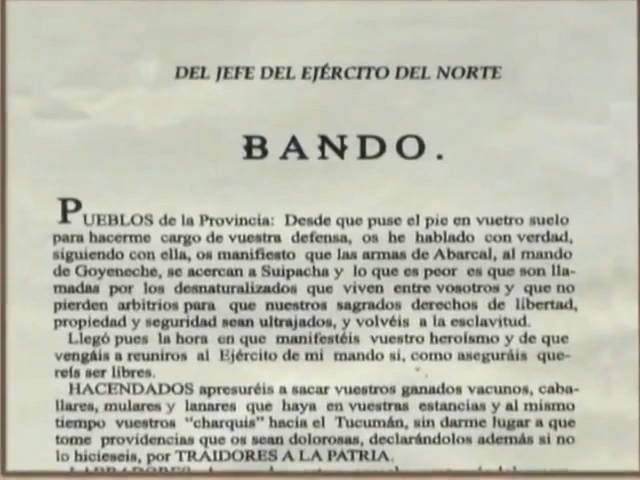 DEL JEFE DEL EJÉRCITO DEL NORTE
BANDO.
PUEBLOS de la Provincia: Desde que puse el pie en vuetro suelo
para hacerme cargo de vuestra defensa, os he hablado con verdad,
siguiendo con ella, os manifiesto que las armas de Abarcal, al mando
de Goyeneche, se acercan a Suipacha y lo que es peor es que son lla-
madas por los desnaturalizados que viven entre vosotros y que no
pierden arbitrios para que nuestros sagrados derechos de libertad,
propiedad y seguridad sean ultrajados, y volvéis a la esclavitud.
Llegó pues la hora en que manifestéis vuestro heroísmo y de que
vengáis a reuniros al Ejército de mi mando si, como aseguráis que-
reís ser libres.
HACENDADOS apresuréis a sacar vuestros ganados vacunos, caba-
llares, mulares y lanares que haya en vuestras estancias y al mismo
tiempo vuestros "charquis" hacia el Tucumán, sin darme lugar a que
tome providencias que os sean dolorosas, declarándolos además si no
lo hicieseis, por TRAIDORES A LA PATRIA.